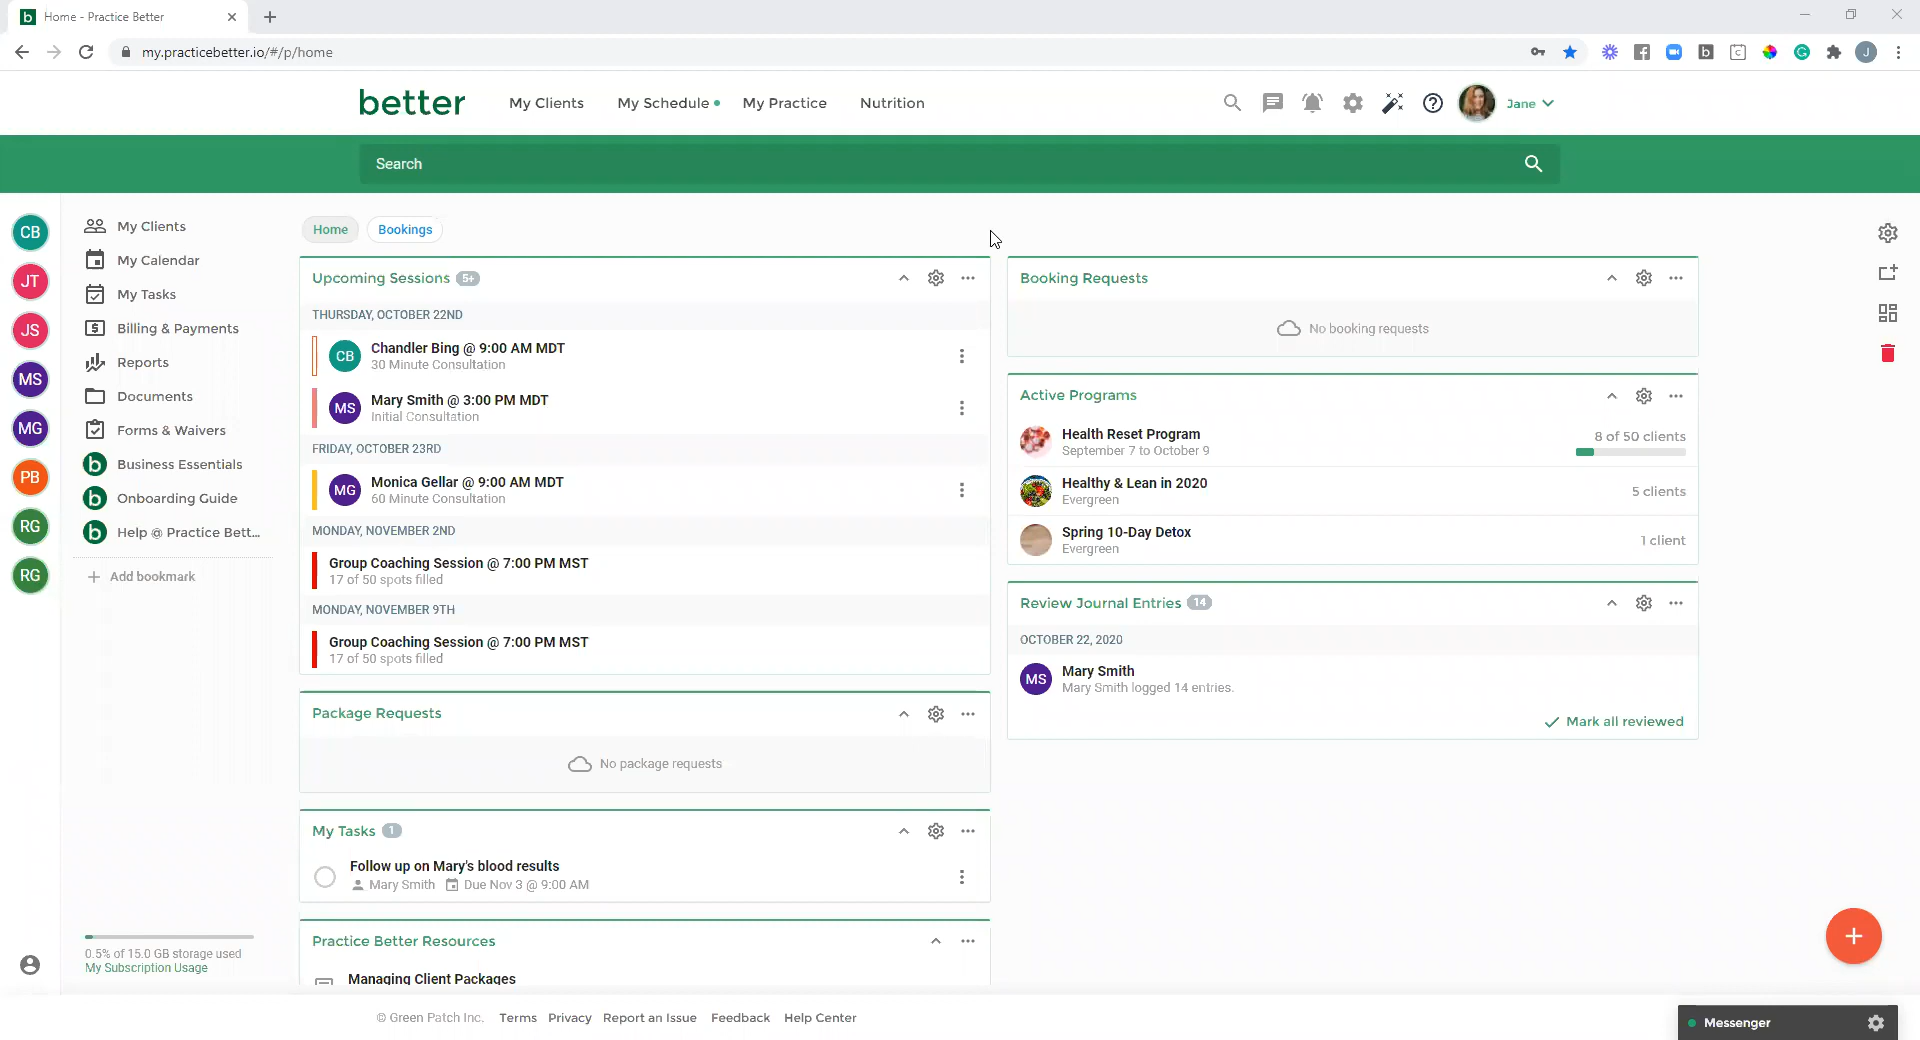 b Home - Practice Better
my.practicebetter.io/#/p/home
J
better
My Clients
My Schedule
My Practice
Nutrition
Jane
Search
CB
JT
JS
MS
MG
PB
RG
RG
My Clients
My Calendar
My Tasks
Billing & Payments
Reports
Documents
Forms & Waivers
b Business Essentials
b Onboarding Guide
b Help @ Practice Bett...
+ Add bookmark
0.5% of 15.0 GB storage used
My Subscription Usage
Home
Bookings
Upcoming Sessions 5+
THURSDAY, OCTOBER 22ND
CB
Chandler Bing @ 9:00 AM MDT
30 Minute Consultation
MS
Mary Smith @ 3:00 PM MDT
Initial Consultation
FRIDAY, OCTOBER 23RD
MG
Monica Gellar @ 9:00 AM MDT
60 Minute Consultation
MONDAY, NOVEMBER 2ND
Group Coaching Session @ 7:00 PM MST
17 of 50 spots filled
MONDAY, NOVEMBER 9TH
Group Coaching Session @ 7:00 PM MST
17 of 50 spots filled
Package Requests
No package requests
My Tasks 1
Follow up on Mary's blood results
Mary Smith Due Nov 3 @ 9:00 AM
Practice Better Resources
Managing Client Packages
Booking Requests
No booking requests
Active Programs
Health Reset Program
September 7 to October 9
8 of 50 clients
Healthy & Lean in 2020
Evergreen
5 clients
Spring 10-Day Detox
Evergreen
1 client
Review Journal Entries 14
OCTOBER 22, 2020
MS
Mary Smith
Mary Smith logged 14 entries.
Mark all reviewed
© Green Patch Inc. Terms Privacy Report an Issue Feedback Help Center
Messenger